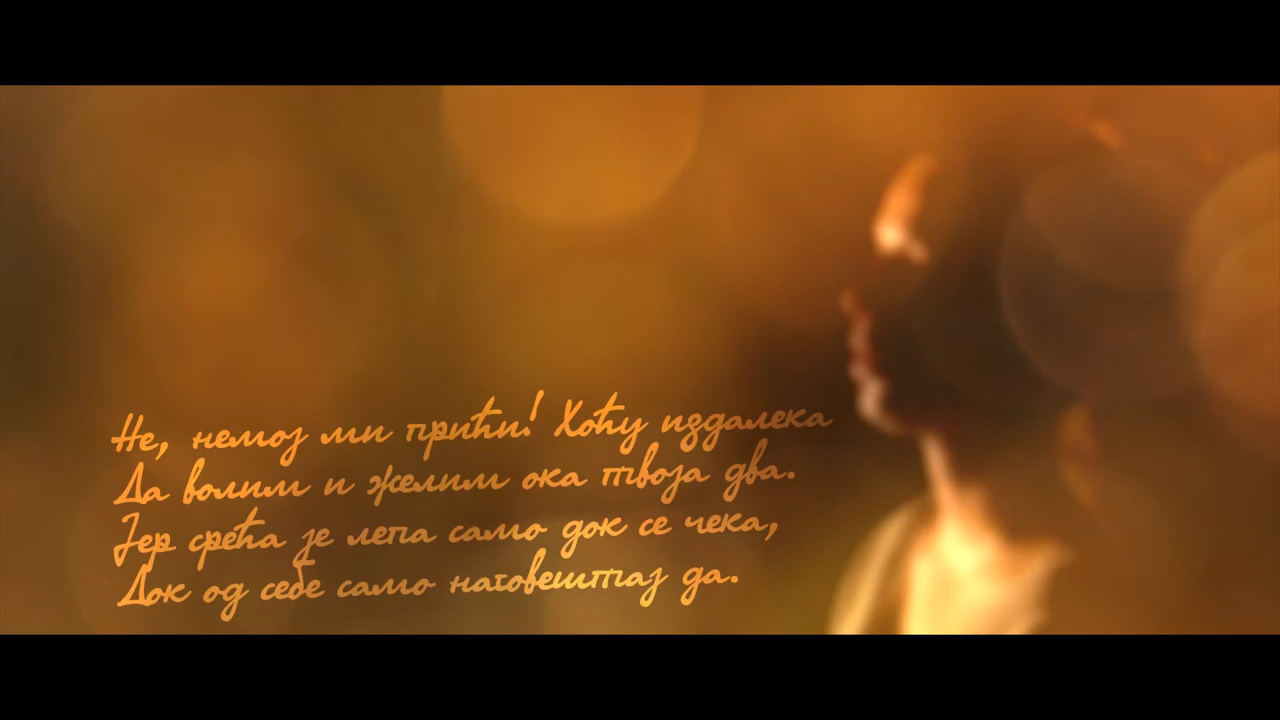 Не, немој ми прићи! Хоћу издалека
Да волим и желим ока твоја два.
Јер срећа је лепа само док се чека,
Док од себе само наговештај да.